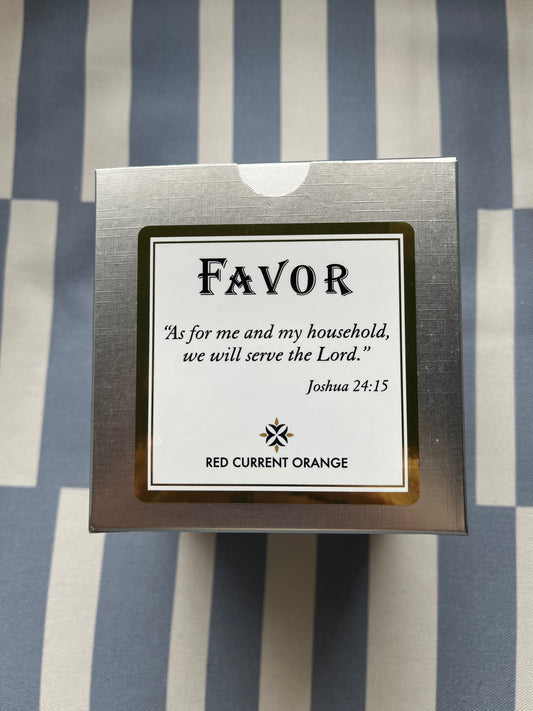 FAVOR
“As for me and my household,
we will serve the Lord.”
Joshua 24:15
RED CURRENT ORANGE